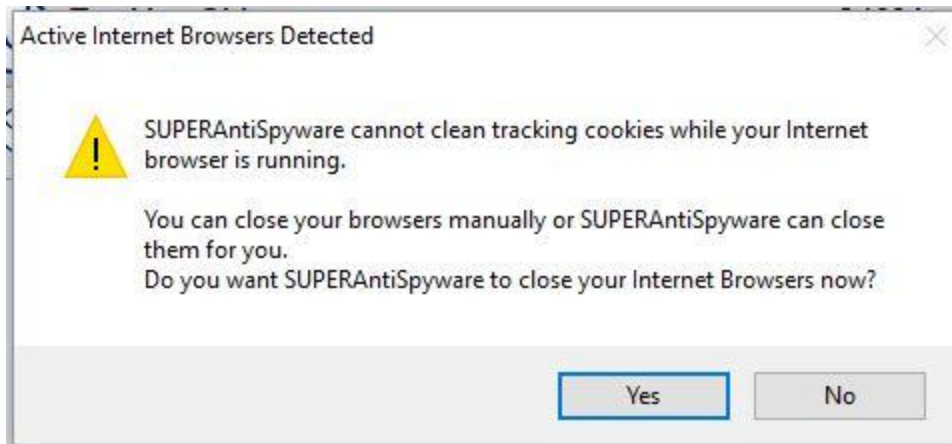 Active Internet Browsers Detected
SUPERAntiSpyware cannot clean tracking cookies while your Internet
browser is running.
You can close your browsers manually or SUPERAntiSpyware can close
them for you.
Do you want SUPERAntiSpyware to close your Internet Browsers now?
Yes
No